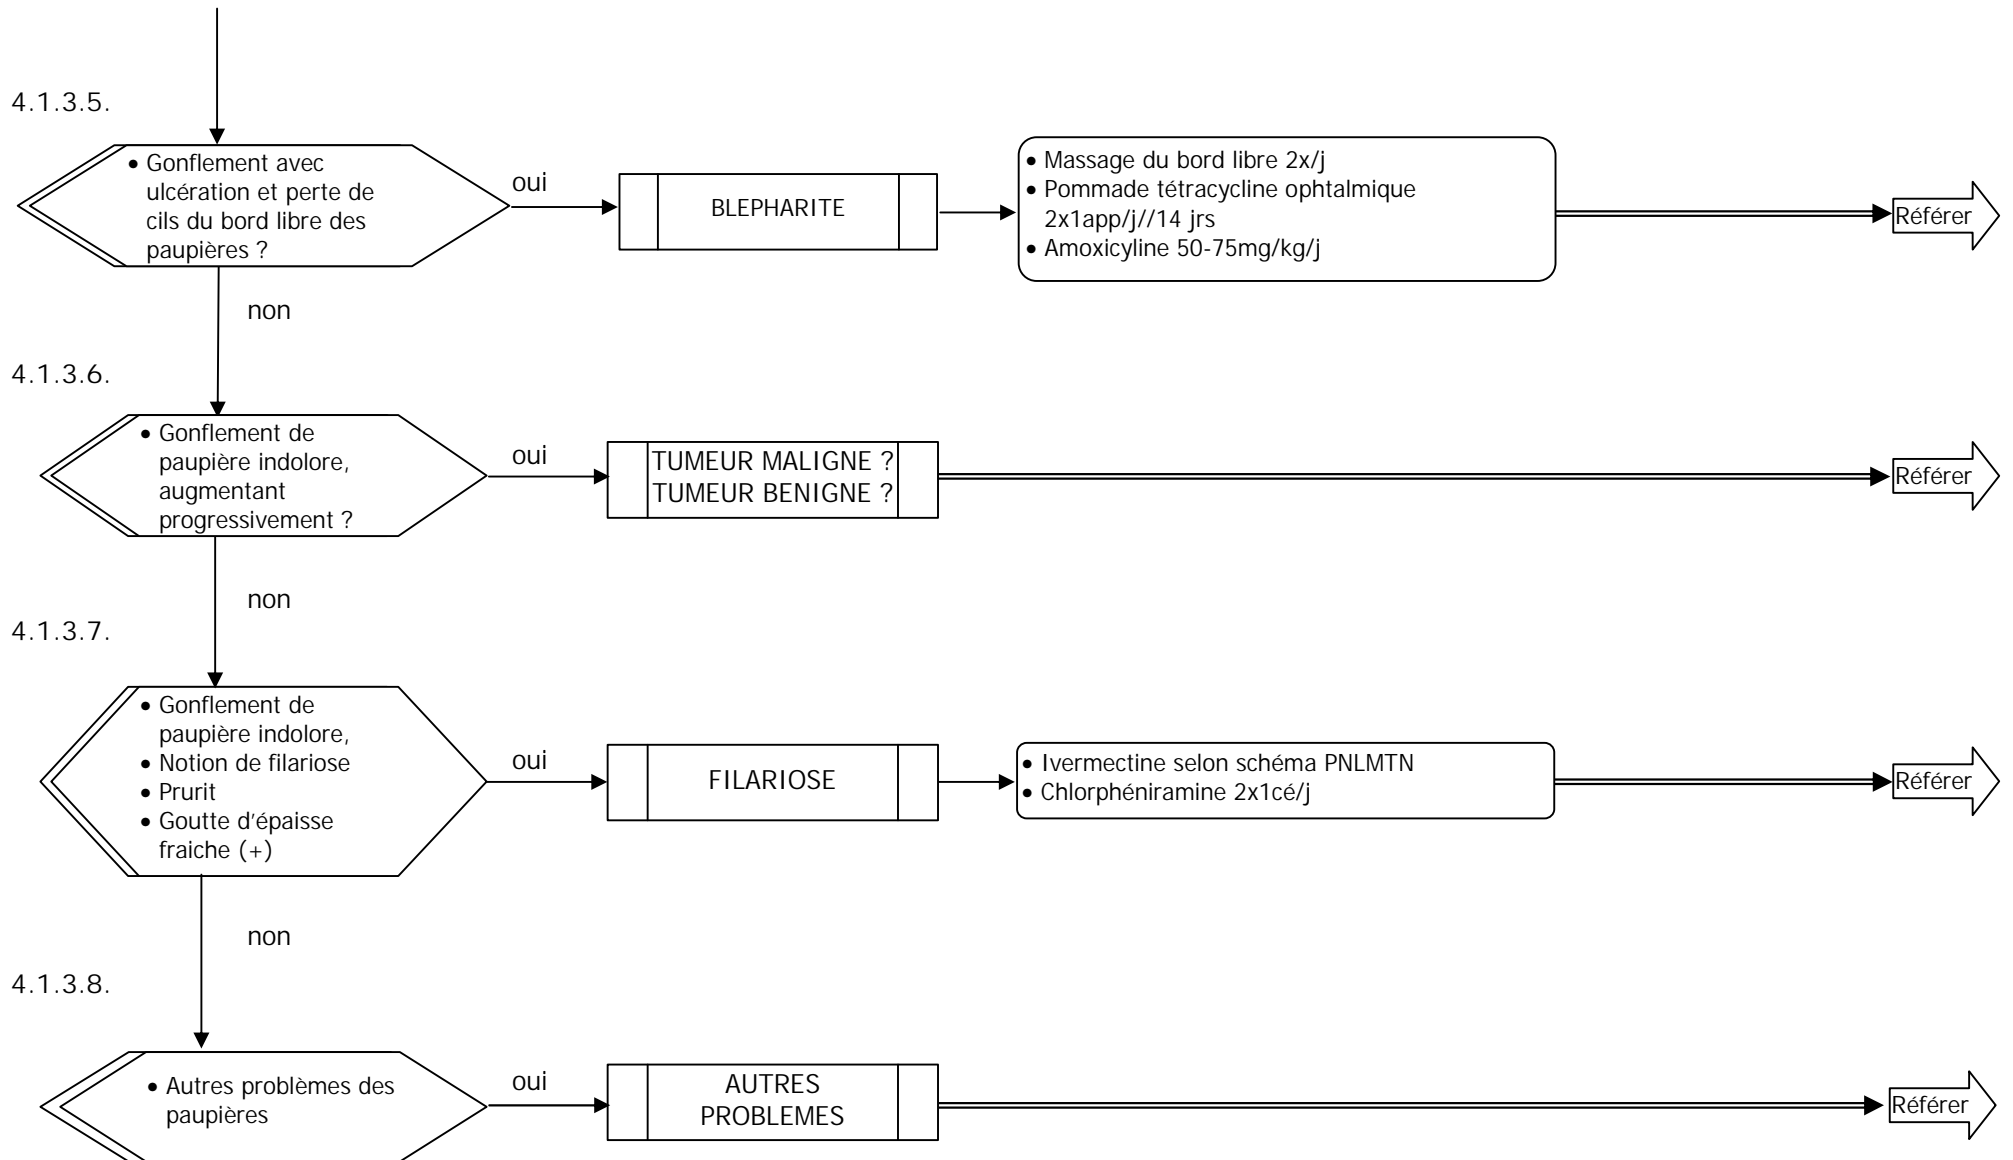 4.1.3.5.
• Gonflement avec
ulcération et perte de
cils du bord libre des
paupières ?
oui
BLEPHARITE
• Massage du bord libre 2x/j
• Pommade tétracycline ophtalmique
2x1app/j//14 jrs
• Amoxicyline 50-75mg/kg/j
Référer
non
4.1.3.6.
• Gonflement de
paupière indolore,
augmentant
progressivement ?
oui
TUMEUR MALIGNE ?
TUMEUR BENIGNE ?
Référer
non
4.1.3.7.
• Gonflement de
paupière indolore,
• Notion de filariose
• Prurit
• Goutte d'épaisse
fraiche (+)
oui
FILARIOSE
• Ivermectine selon schéma PNLMTN
• Chlorphéniramine 2x1cé/j
Référer
non
4.1.3.8.
• Autres problèmes des
paupières
oui
AUTRES
PROBLEMES
Référer